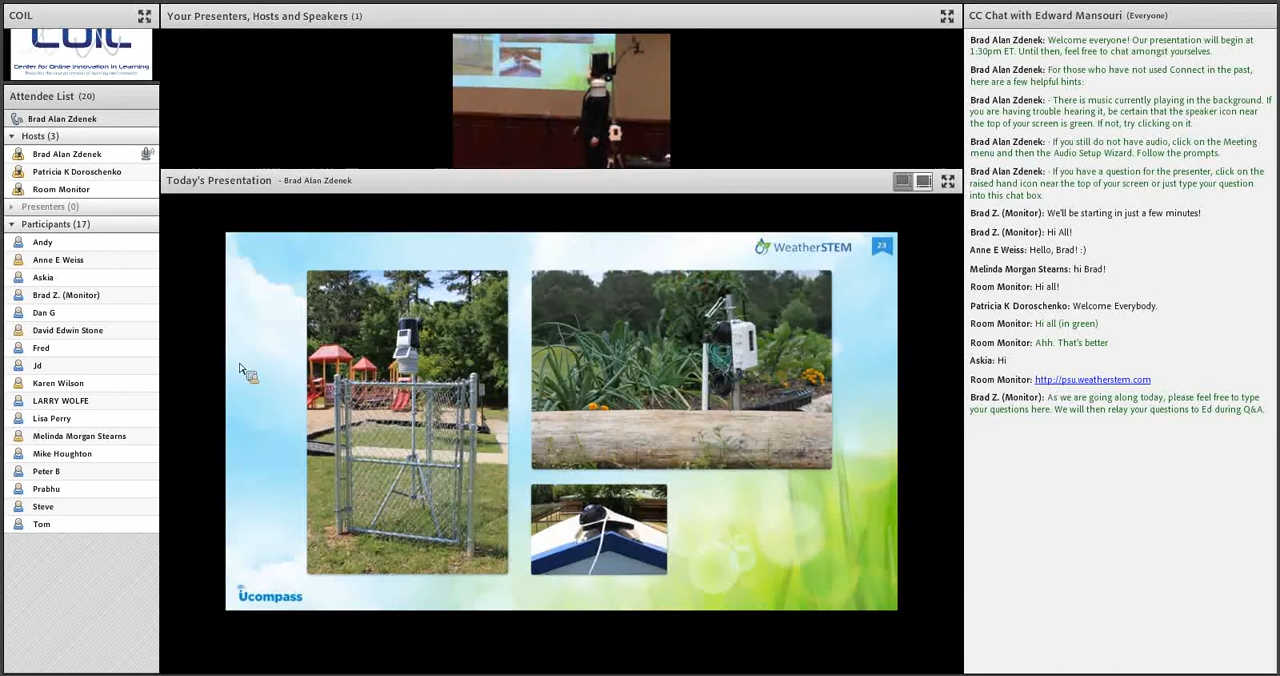 COIL
COIL
Center for Online Innovation in Learning
Attendee List (20)
Brad Alan Zdenek
Hosts (3)
Brad Alan Zdenek
Patricia K Doroschenko
Room Monitor
Presenters (0)
Participants (17)
Andy
Anne E Weiss
Askia
Brad Z. (Monitor)
Dan G
David Edwin Stone
Fred
Jd
Karen Wilson
LARRY WOLFE
Lisa Perry
Melinda Morgan Stearns
Mike Houghton
Peter B
Prabhu
Steve
Tom
Your Presenters, Hosts and Speakers (1)
Today's Presentation - Brad Alan Zdenek
WeatherSTEM
23
Ucompass
CC Chat with Edward Mansouri (Everyone)
Brad Alan Zdenek: Welcome everyone! Our presentation will begin at
1:30pm ET. Until then, feel free to chat amongst yourselves.
Brad Alan Zdenek: For those who have not used Connect in the past,
here are a few helpful hints:
Brad Alan Zdenek: · There is music currently playing in the background. If
you are having trouble hearing it, be certain that the speaker icon near
the top of your screen is green. If not, try clicking on it.
Brad Alan Zdenek: · If you still do not have audio, click on the Meeting
menu and then the Audio Setup Wizard. Follow the prompts.
Brad Alan Zdenek: · If you have a question for the presenter, click on the
raised hand icon near the top of your screen or just type your question
into this chat box.
Brad Z. (Monitor): We'll be starting in just a few minutes!
Brad Z. (Monitor): Hi All!
Anne E Weiss: Hello, Brad! :)
Melinda Morgan Stearns: hi Brad!
Room Monitor: Hi all!
Patricia K Doroschenko: Welcome Everybody.
Room Monitor: Hi all (in green)
Room Monitor: Ahh. That's better
Askia: Hi
Room Monitor: http://psu.weatherstem.com
Brad Z. (Monitor): As we are going along today, please feel free to type
your questions here. We will then relay your questions to Ed during Q&A.